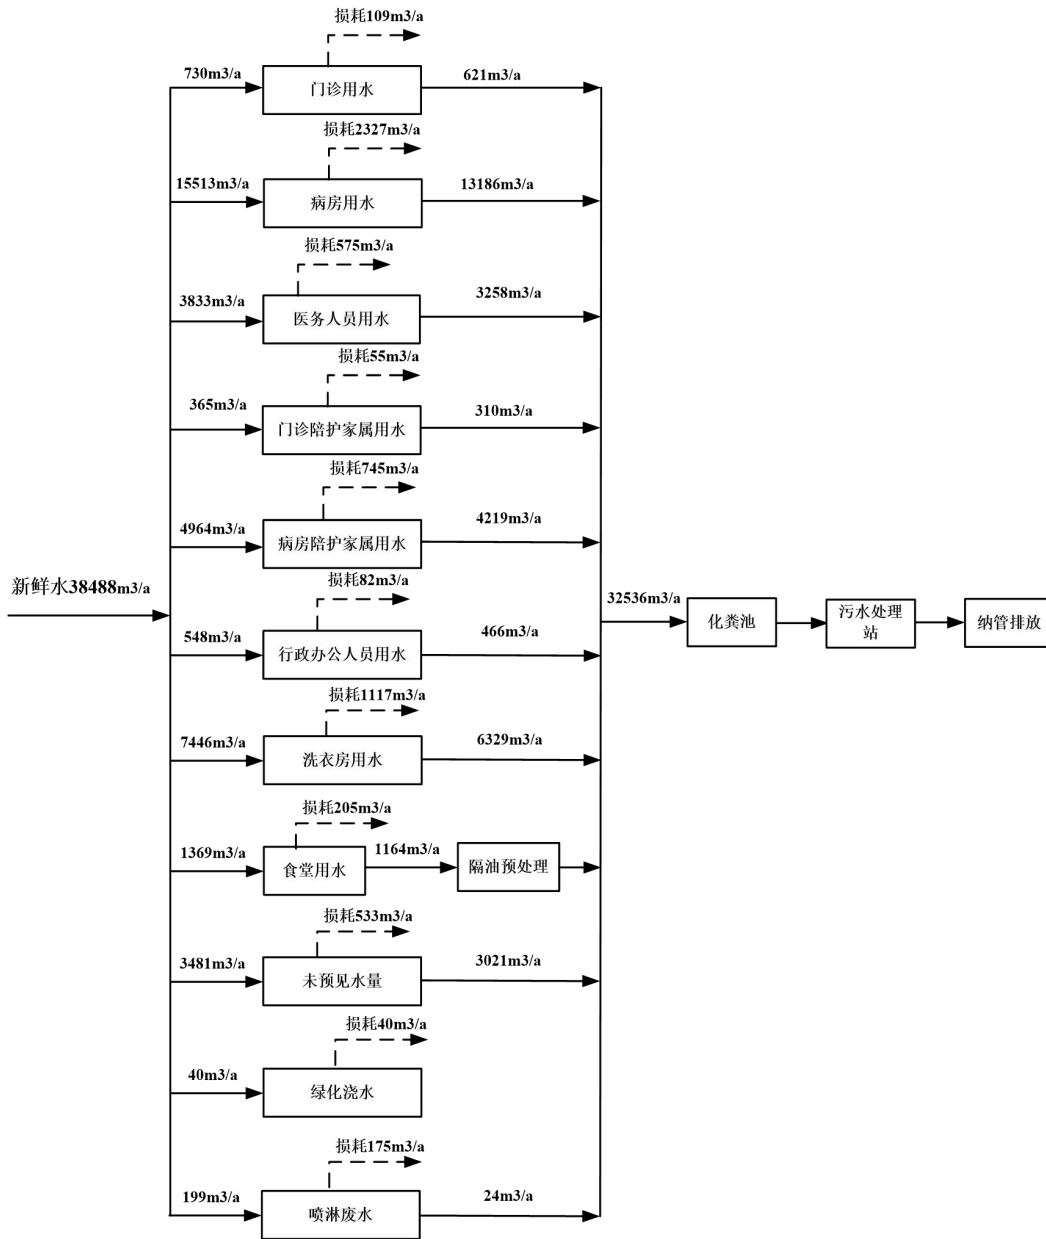 损耗109m3/a
730m3/a
门诊用水
621m3/a
损耗2327m3/a
15513m3/a
病房用水
13186m3/a
损耗575m3/a
3833m3/a
医务人员用水
3258m3/a
损耗55m3/a
365m3/a
门诊陪护家属用水
310m3/a
损耗745m3/a
4964m3/a
病房陪护家属用水
4219m3/a
新鲜水38488m3/a
损耗82m3/a
548m3/a
行政办公人员用水
466m3/a
32536m3/a
化粪池
污水处理
站
纳管排放
损耗1117m3/a
7446m3/a
洗衣房用水
6329m3/a
损耗205m3/a
1369m3/a
食堂用水
1164m3/a
隔油预处理
损耗533m3/a
3481m3/a
未预见水量
3021m3/a
损耗40m3/a
40m3/a
绿化浇水
损耗175m3/a
199m3/a
喷淋废水
24m3/a